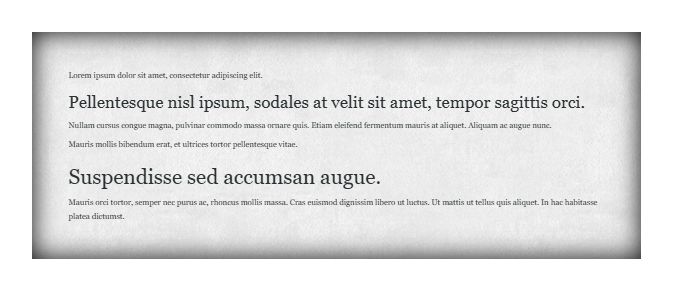 Lorem ipsum dolor sit amet, consectetur adipiscing elit.
Pellentesque nisl ipsum, sodales at velit sit amet, tempor sagittis orci.
Nullam cursus congue magna, pulvinar commodo massa ornare quis. Etiam eleifend fermentum mauris at aliquet. Aliquam ac augue nunc.
Mauris mollis bibendum erat, et ultrices tortor pellentesque vitae.
Suspendisse sed accumsan augue.
Mauris orci tortor, semper nec purus ac, rhoncus mollis massa. Cras euismod dignissim libero ut luctus. Ut mattis ut tellus quis aliquet. In hac habitasse
platea dictumst.